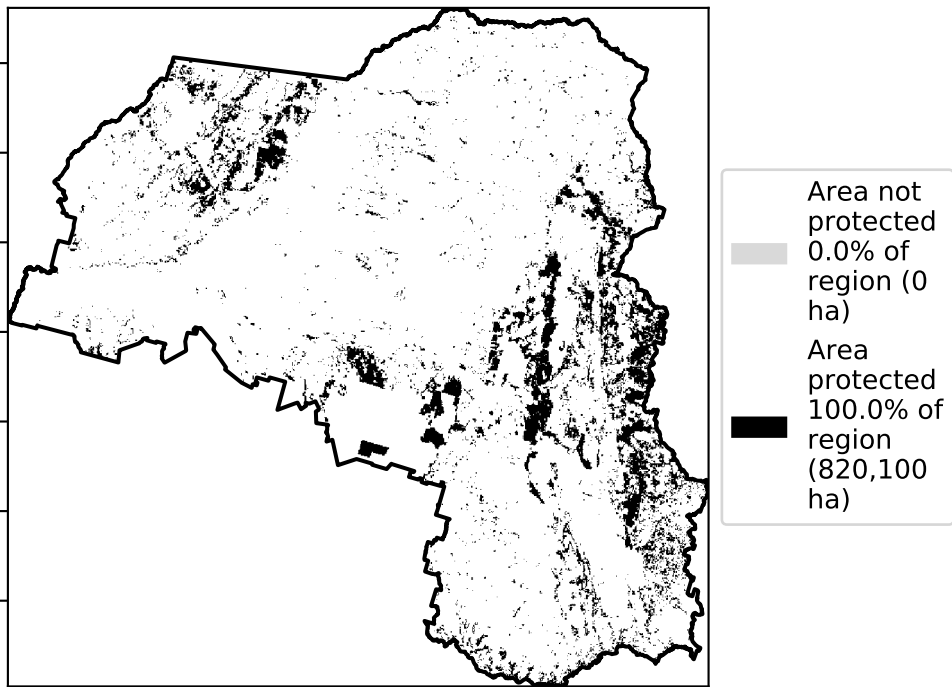 Area not
protected
0.0% of
region (0
ha)
Area
protected
100.0% of
region
(820,100
ha)